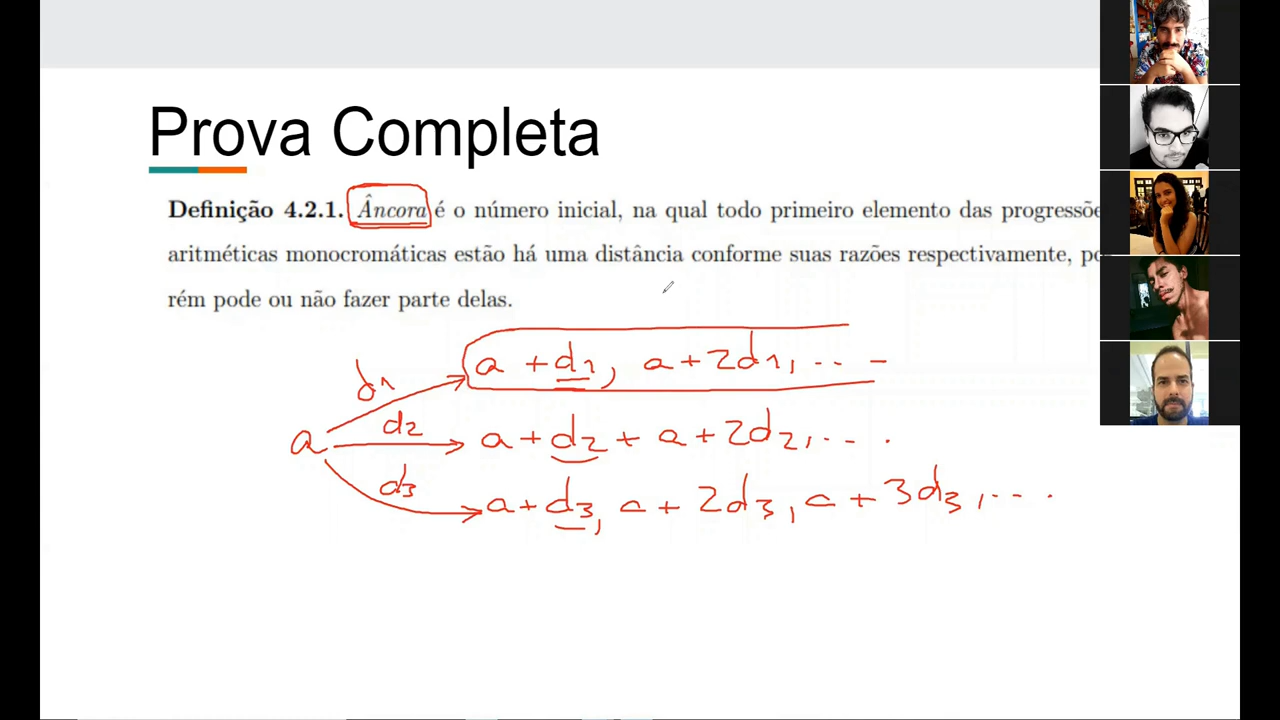 Prova Completa
Definição 4.2.1. Âncora é o número inicial, na qual todo primeiro elemento das progressõe
aritméticas monocromáticas estão há uma distância conforme suas razões respectivamente, po
rém pode ou não fazer parte delas.
d1 a + d1, a + 2d1, ...
a d2 a + d2 + a + 2d2, ...
d3 a + d3, a + 2d3, a + 3d3, ...